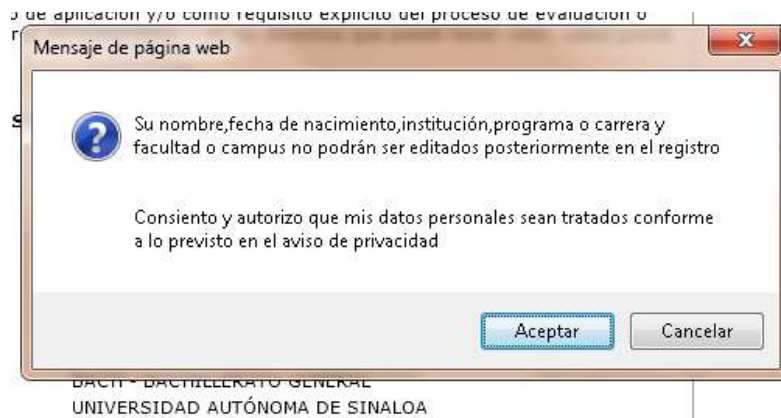 o de aplicación y/o como requisito explícito del proceso de evaluación o
Mensaje de página web
Su nombre,fecha de nacimiento,institución,programa o carrera y
facultad o campus no podrán ser editados posteriormente en el registro
Consiento y autorizo que mis datos personales sean tratados conforme
a lo previsto en el aviso de privacidad
Aceptar Cancelar
BACH - BACHILLERATO GENERAL
UNIVERSIDAD AUTÓNOMA DE SINALOA